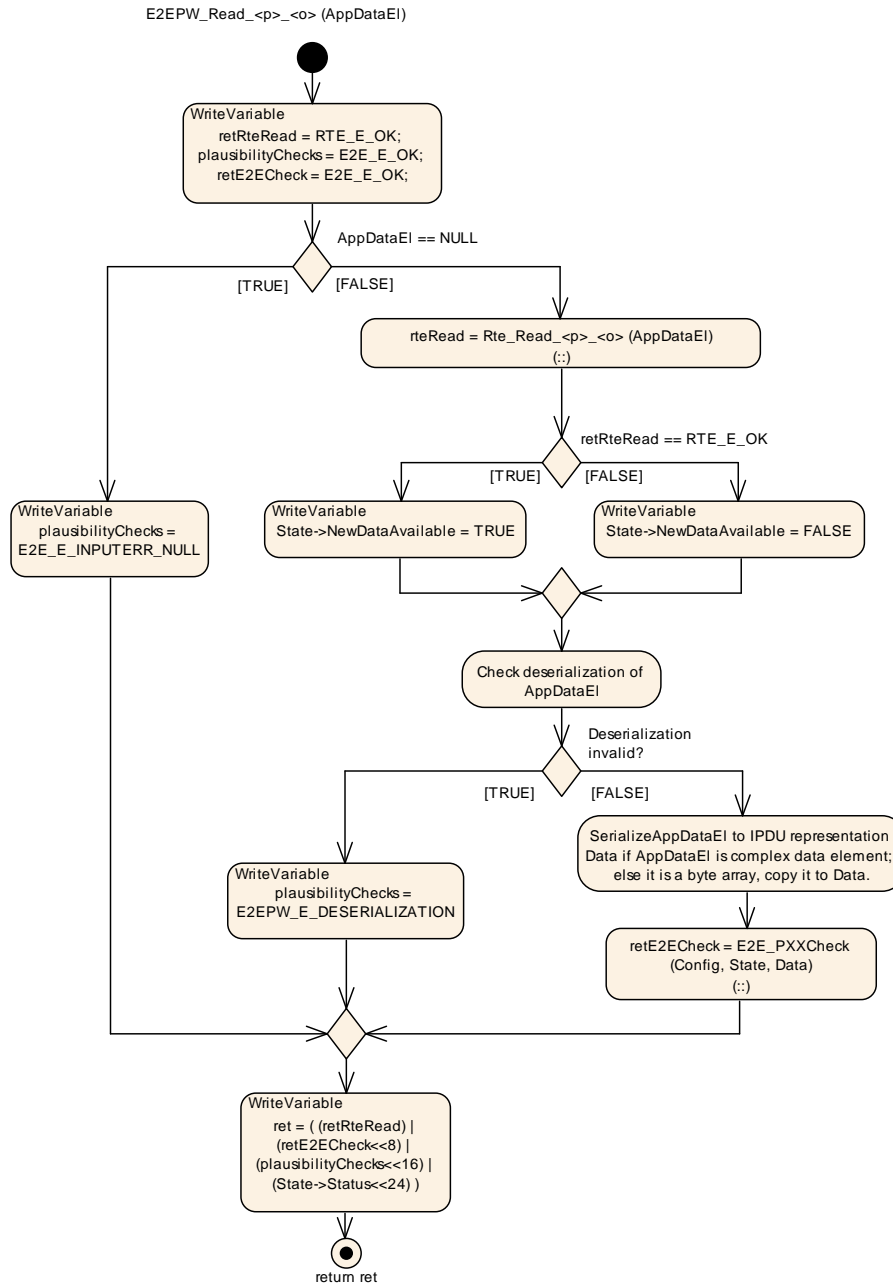 E2EPW_Read_<p>_<o> (AppDataEl)
WriteVariable
retRteRead = RTE_E_OK;
plausibilityChecks = E2E_E_OK;
retE2ECheck = E2E_E_OK;
AppDataEl == NULL
[TRUE]
[FALSE]
rteRead = Rte_Read_<p>_<o> (AppDataEl)
(::)
retRteRead == RTE_E_OK
[TRUE]
[FALSE]
WriteVariable
plausibilityChecks =
E2E_E_INPUTERR_NULL
WriteVariable
State->NewDataAvailable = TRUE
WriteVariable
State->NewDataAvailable = FALSE
Check deserialization of
AppDataEl
Deserialization
invalid?
[TRUE]
[FALSE]
SerializeAppDataEl to IPDU representation
Data if AppDataEl is complex data element;
else it is a byte array, copy it to Data.
WriteVariable
plausibilityChecks =
E2EPW_E_DESERIALIZATION
retE2ECheck = E2E_PXXCheck
(Config, State, Data)
(::)
WriteVariable
ret = ( (retRteRead) |
(retE2ECheck<<8) |
(plausibilityChecks<<16) |
(State->Status<<24) )
return ret